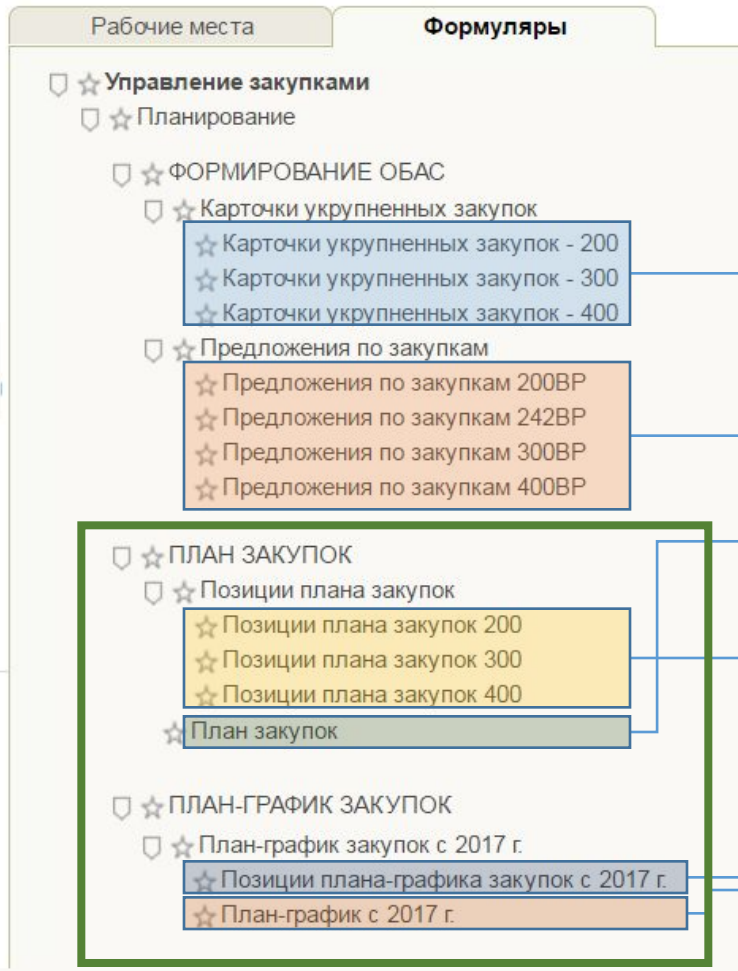 Рабочие места
Формуляры
Управление закупками
Планирование
ФОРМИРОВАНИЕ ОБАС
Карточки укрупненных закупок
Карточки укрупненных закупок - 200
Карточки укрупненных закупок - 300
Карточки укрупненных закупок - 400
Предложения по закупкам
Предложения по закупкам 200ВР
Предложения по закупкам 242ВР
Предложения по закупкам 300ВР
Предложения по закупкам 400ВР
ПЛАН ЗАКУПОК
Позиции плана закупок
Позиции плана закупок 200
Позиции плана закупок 300
Позиции плана закупок 400
План закупок
ПЛАН-ГРАФИК ЗАКУПОК
План-график закупок с 2017 г.
Позиции плана-графика закупок с 2017 г.
План-график с 2017 г.